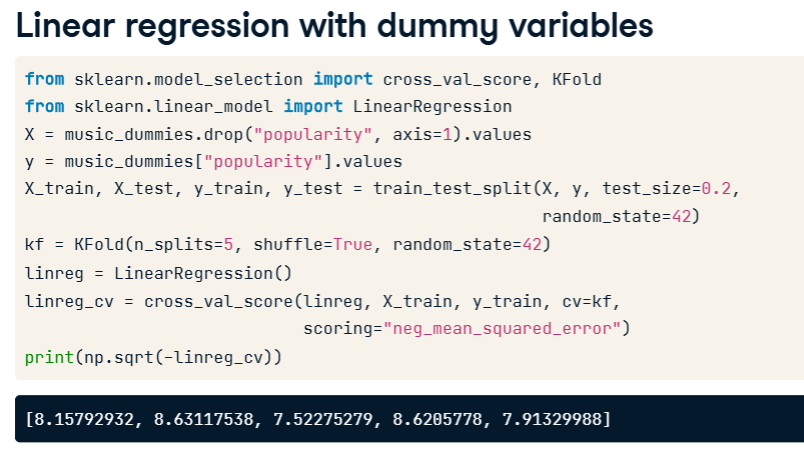 Linear regression with dummy variables
from sklearn.model_selection import cross_val_score, KFold
from sklearn.linear_model import LinearRegression
X = music_dummies.drop("popularity", axis=1).values
y = music_dummies["popularity"].values
X_train, X_test, y_train, y_test = train_test_split(X, y, test_size=0.2,
random_state=42)
kf = KFold(n_splits=5, shuffle=True, random_state=42)
linreg = LinearRegression()
linreg_cv = cross_val_score(linreg, X_train, y_train, cv=kf,
scoring="neg_mean_squared_error")
print(np.sqrt(-linreg_cv))
[8.15792932, 8.63117538, 7.52275279, 8.6205778, 7.91329988]